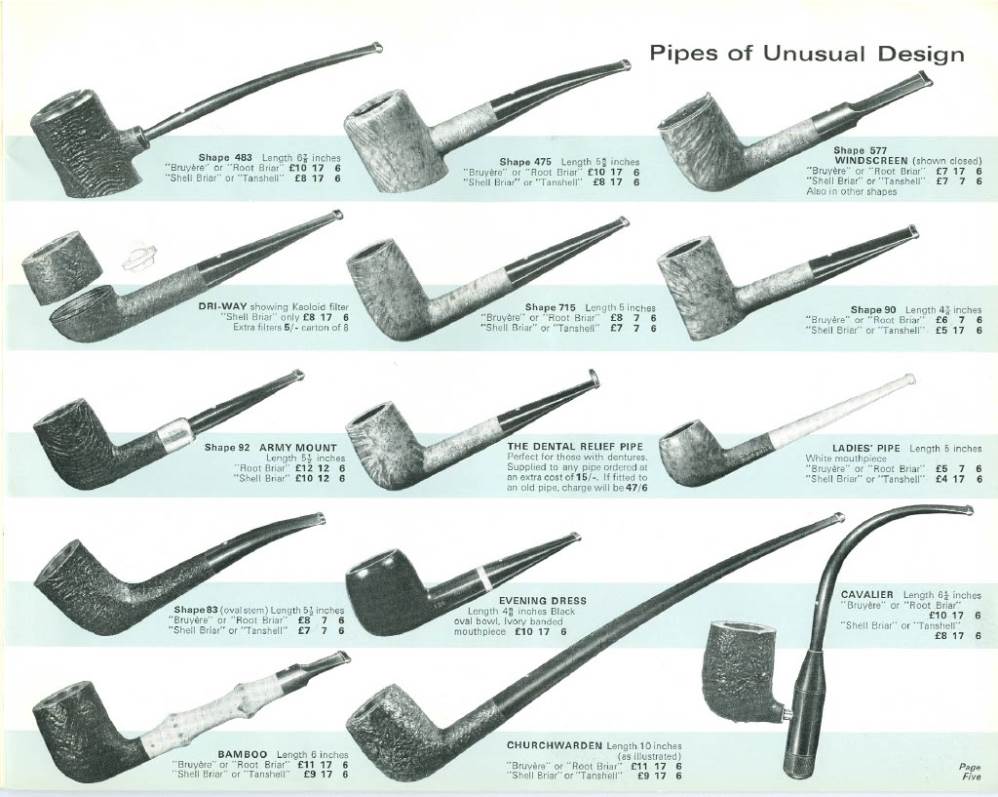 Pipes of Unusual Design
Shape 483 Length 6⅞ inches
"Bruyère" or "Root Briar" £10 17 6
"Shell Briar" or "Tanshell" £8 17 6
Shape 475 Length 5⅝ inches
"Bruyère" or "Root Briar" £10 17 6
"Shell Briar" or "Tanshell" £8 17 6
Shape 577
WINDSCREEN (shown closed)
"Bruyère" or "Root Briar" £7 17 6
"Shell Briar" or "Tanshell" £7 7 6
Also in other shapes
DRI-WAY showing Kaoloid filter
"Shell Briar" only £8 17 6
Extra filters 5/- carton of 8
Shape 715 Length 5 inches
"Bruyère" or "Root Briar" £8 7 6
"Shell Briar" or "Tanshell" £7 7 6
Shape 90 Length inches
"Bruyère" or "Root Briar" £6 7 6
"Shell Briar" or "Tanshell" £5 17 6
Shape 92 ARMY MOUNT
Length 5½ inches
"Root Briar" £12 12 6
"Shell Briar" £10 12 6
THE DENTAL RELIEF PIPE
Perfect for those with dentures.
Supplied to any pipe ordered at
an extra cost of 15/-. If fitted to
an old pipe, charge will be 47/6
LADIES' PIPE Length 5 inches
White mouthpiece
"Bruyère" or "Root Briar" £5 7 6
"Shell Briar" or "Tanshell" £4 17 6
Shape 83 (oval stem) Length 5½ inches
"Bruyère" or "Root Briar" £8 7 6
"Shell Briar" or "Tanshell" £7 7 6
EVENING DRESS
Length inches Black
oval bowl, Ivory banded
mouthpiece £10 17 6
CAVALIER Length inches
"Bruyère" or "Root Briar"
£10 17 6
"Shell Briar" or "Tanshell"
£8 17 6
BAMBOO Length 6 inches
"Bruyère" or "Root Briar" £11 17 6
"Shell Briar" or "Tanshell" £9 17 6
CHURCHWARDEN Length 10 inches
(as illustrated)
"Bruyère" or "Root Briar" £11 17 6
"Shell Briar" or "Tanshell" £9 17 6
Page
Five